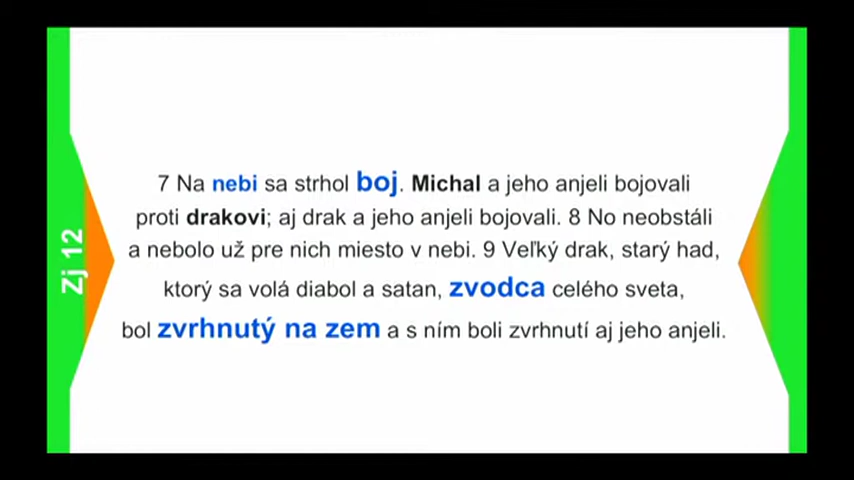 Zj 12
7 Na nebi sa strhol boj. Michal a jeho anjeli bojovali
proti drakovi; aj drak a jeho anjeli bojovali. 8 No neobstáli
a nebolo už pre nich miesto v nebi. 9 Veľký drak, starý had,
ktorý sa volá diabol a satan, zvodca celého sveta,
bol zvrhnutý na zem a s ním boli zvrhnutí aj jeho anjeli.